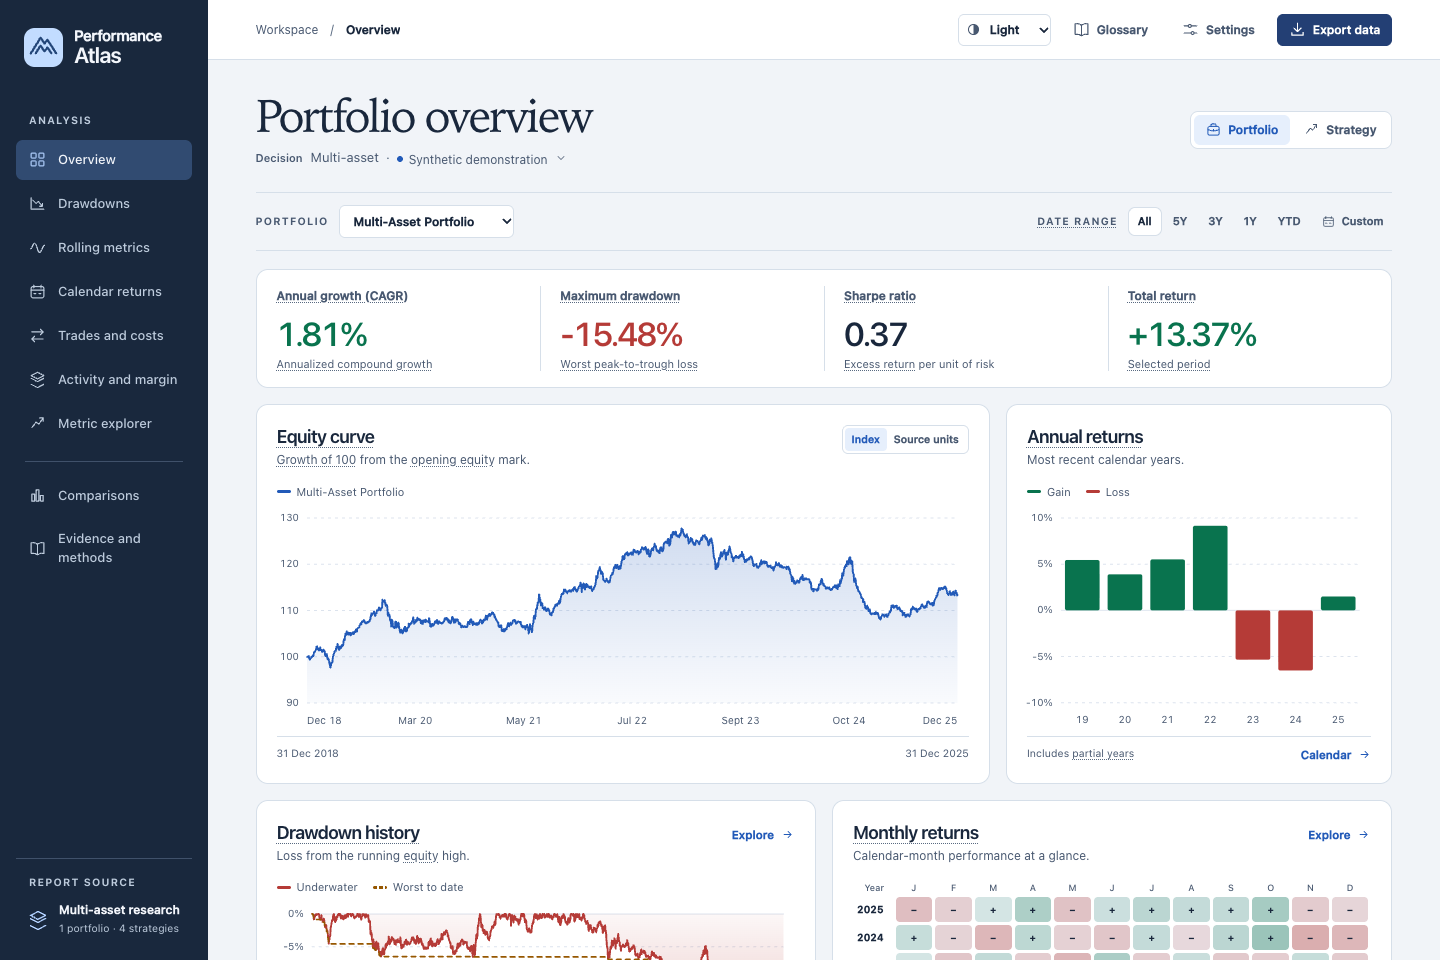 Performance
Atlas
ANALYSIS
Overview
Drawdowns
Rolling metrics
Calendar returns
Trades and costs
Activity and margin
Metric explorer
Comparisons
Evidence and
methods
REPORT SOURCE
Multi-asset research
1 portfolio · 4 strategies
Workspace / Overview
Light
Glossary
Settings
Export data
Portfolio overview
Decision Multi-asset · Synthetic demonstration
Portfolio
Strategy
PORTFOLIO Multi-Asset Portfolio
DATE RANGE All 5Y 3Y 1Y YTD Custom
Annual growth (CAGR)
1.81%
Annualized compound growth
Maximum drawdown
-15.48%
Worst peak-to-trough loss
Sharpe ratio
0.37
Excess return per unit of risk
Total return
+13.37%
Selected period
Equity curve
Growth of 100 from the opening equity mark.
Index Source units
Multi-Asset Portfolio
130
120
110
100
90
Dec 18 Mar 20 May 21 Jul 22 Sept 23 Oct 24 Dec 25
31 Dec 2018 31 Dec 2025
Annual returns
Most recent calendar years.
Gain Loss
10%
5%
0%
-5%
-10%
19 20 21 22 23 24 25
Includes partial years
Calendar →
Drawdown history
Loss from the running equity high.
Explore →
Underwater Worst to date
0%
-5%
Monthly returns
Calendar-month performance at a glance.
Explore →
Year J F M A M J J A S O N D
2025 − − + + − + + + + + − −
2024 + − − + − − + − + + − −